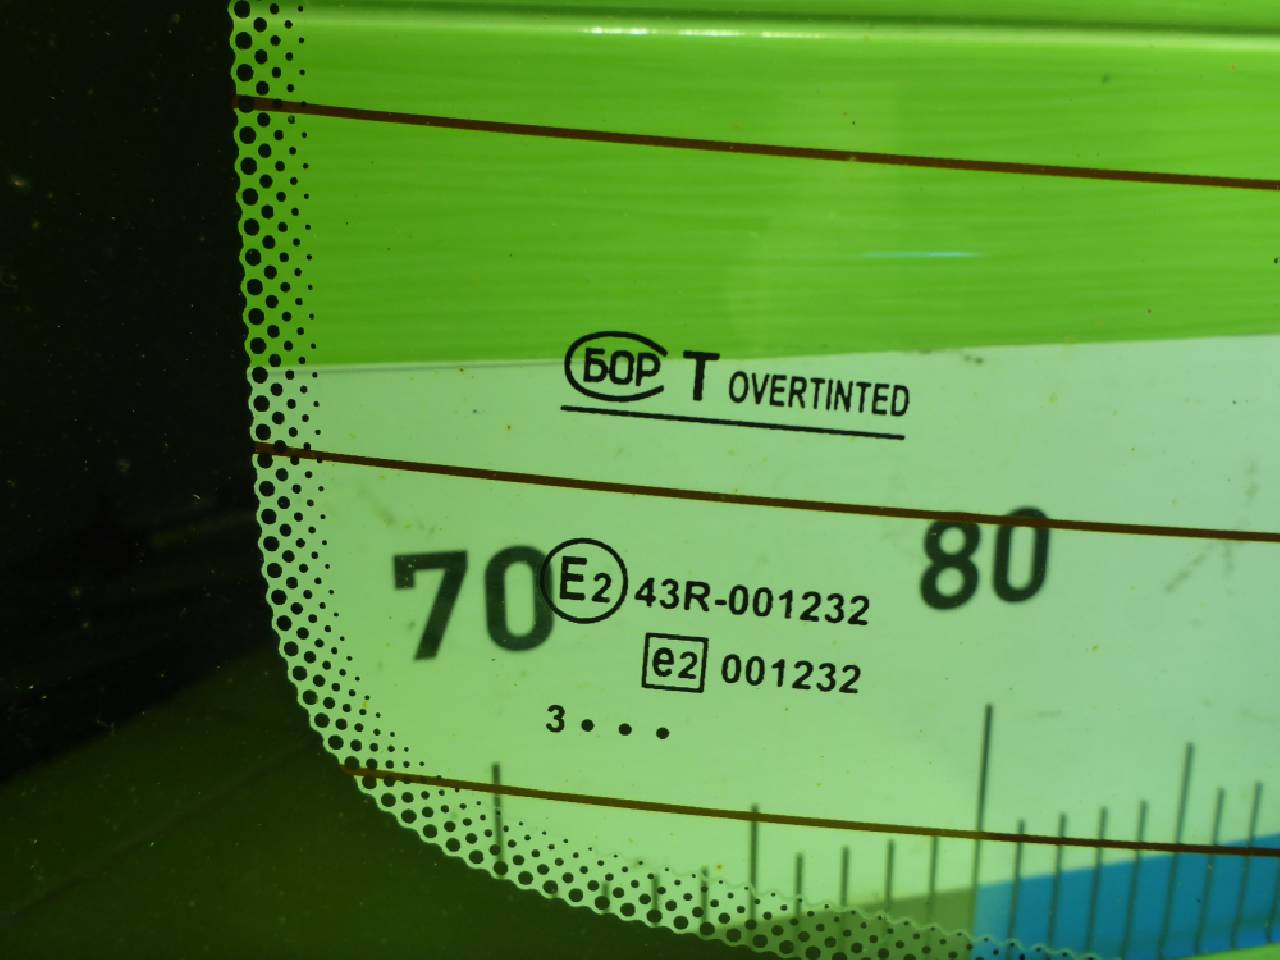 БОР T OVERTINTED
70 E2 43R-001232 80
e2 001232
3 • • •